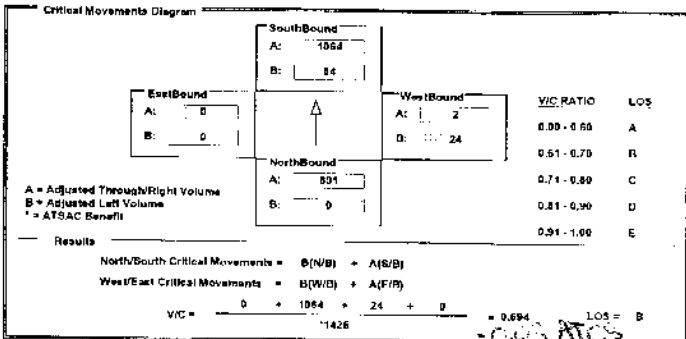 Critical Movements Diagram
SouthBound
A: 1064
B: 84
EastBound
A: 0
B: 0
WestBound
A: 2
B: 24
NorthBound
A: 891
B: 0
V/C RATIO LOS
0.00 - 0.60 A
0.61 - 0.70 B
0.71 - 0.80 C
0.81 - 0.90 D
0.91 - 1.00 E
A = Adjusted Through/Right Volume
B = Adjusted Left Volume
* = ATSAC Benefit
Results
North/South Critical Movements = B(N/B) + A(S/B)
West/East Critical Movements = B(W/B) + A(E/B)
0 + 1064 + 24 + 0
V/C = = 0.694 LOS = B
*1426